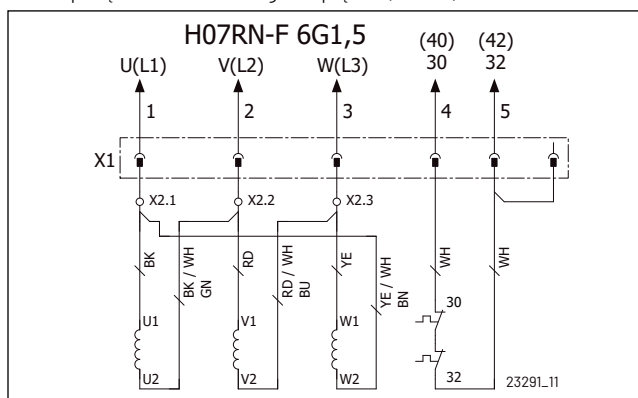 H07RN-F 6G1,5
(40) (42)
U(L1) V(L2) W(L3) 30 32
1 2 3 4 5
X1
X2.1 X2.2 X2.3
BK
BK / WH
GN
RD
RD / WH
BU
YE
YE / WH
BN
WH
WH
30
U1 V1 W1
U2 V2 W2 32
23291_11